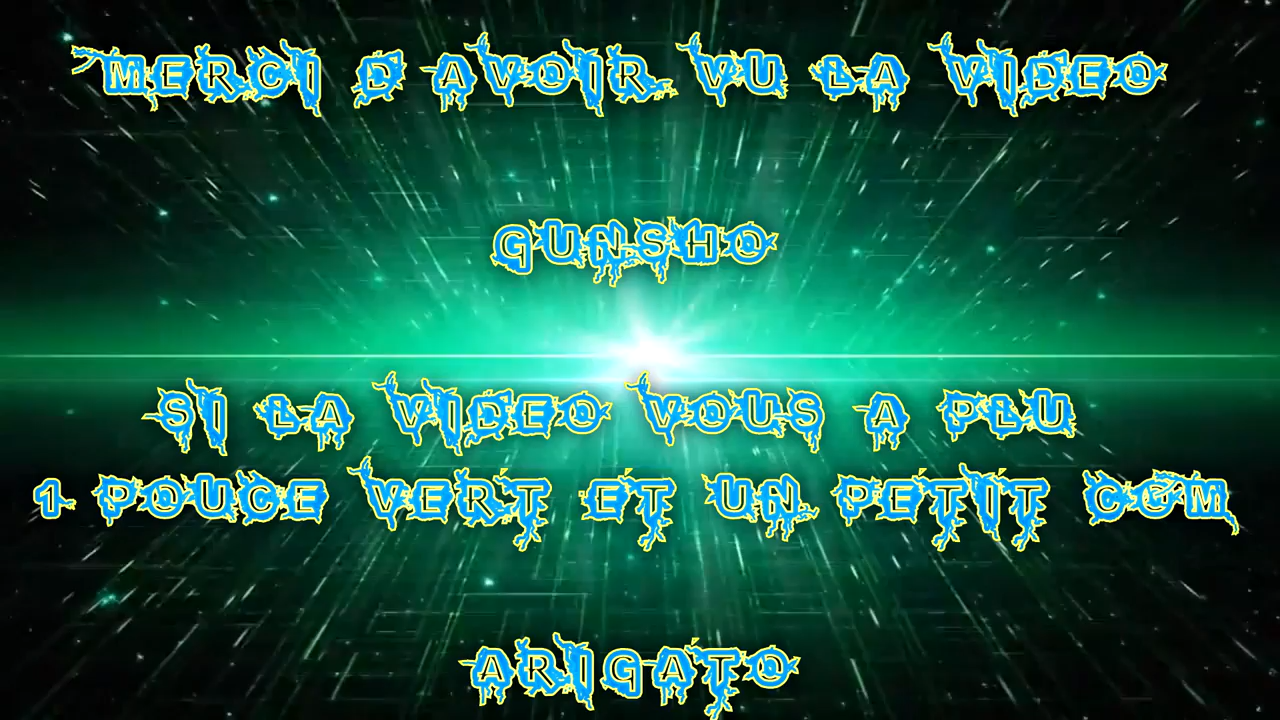 MERCI D AVOIR VU LA VIDEO
GUNSHO
SI LA VIDEO VOUS A PLU
1 POUCE VERT ET UN PETIT COM
ARIGATO